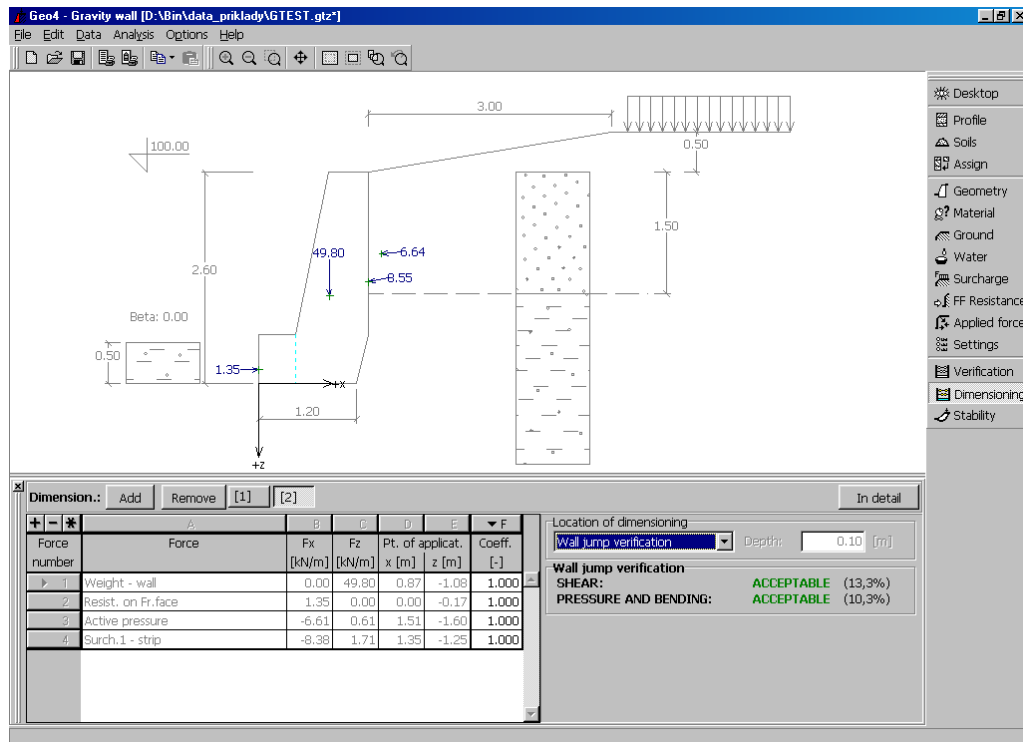 Geo4 - Gravity wall [D:\Bin\data_priklady\GTEST.gtz*]
File Edit Data Analysis Options Help
3.00
100.00
0.50
1.50
49.80
6.64
8.55
2.60
Beta: 0.00
0.50
1.35
+x
1.20
+z
Desktop
Profile
Soils
Assign
Geometry
Material
Ground
Water
Surcharge
FF Resistance
Applied force
Settings
Verification
Dimensioning
Stability
Dimension.: Add Remove [1] [2] In detail
+ - * A B C D E F
Force number Force Fx [kN/m] Fz [kN/m] Pt. of applicat. x [m] z [m] Coeff. [-]
1 Weight - wall 0.00 49.80 0.87 -1.08 1.000
2 Resist. on Fr.face 1.35 0.00 0.00 -0.17 1.000
3 Active pressure -6.61 0.61 1.51 -1.60 1.000
4 Surch.1 - strip -8.38 1.71 1.35 -1.25 1.000
Location of dimensioning
Wall jump verification Depth: 0.10 [m]
Wall jump verification
SHEAR: ACCEPTABLE (13,3%)
PRESSURE AND BENDING: ACCEPTABLE (10,3%)